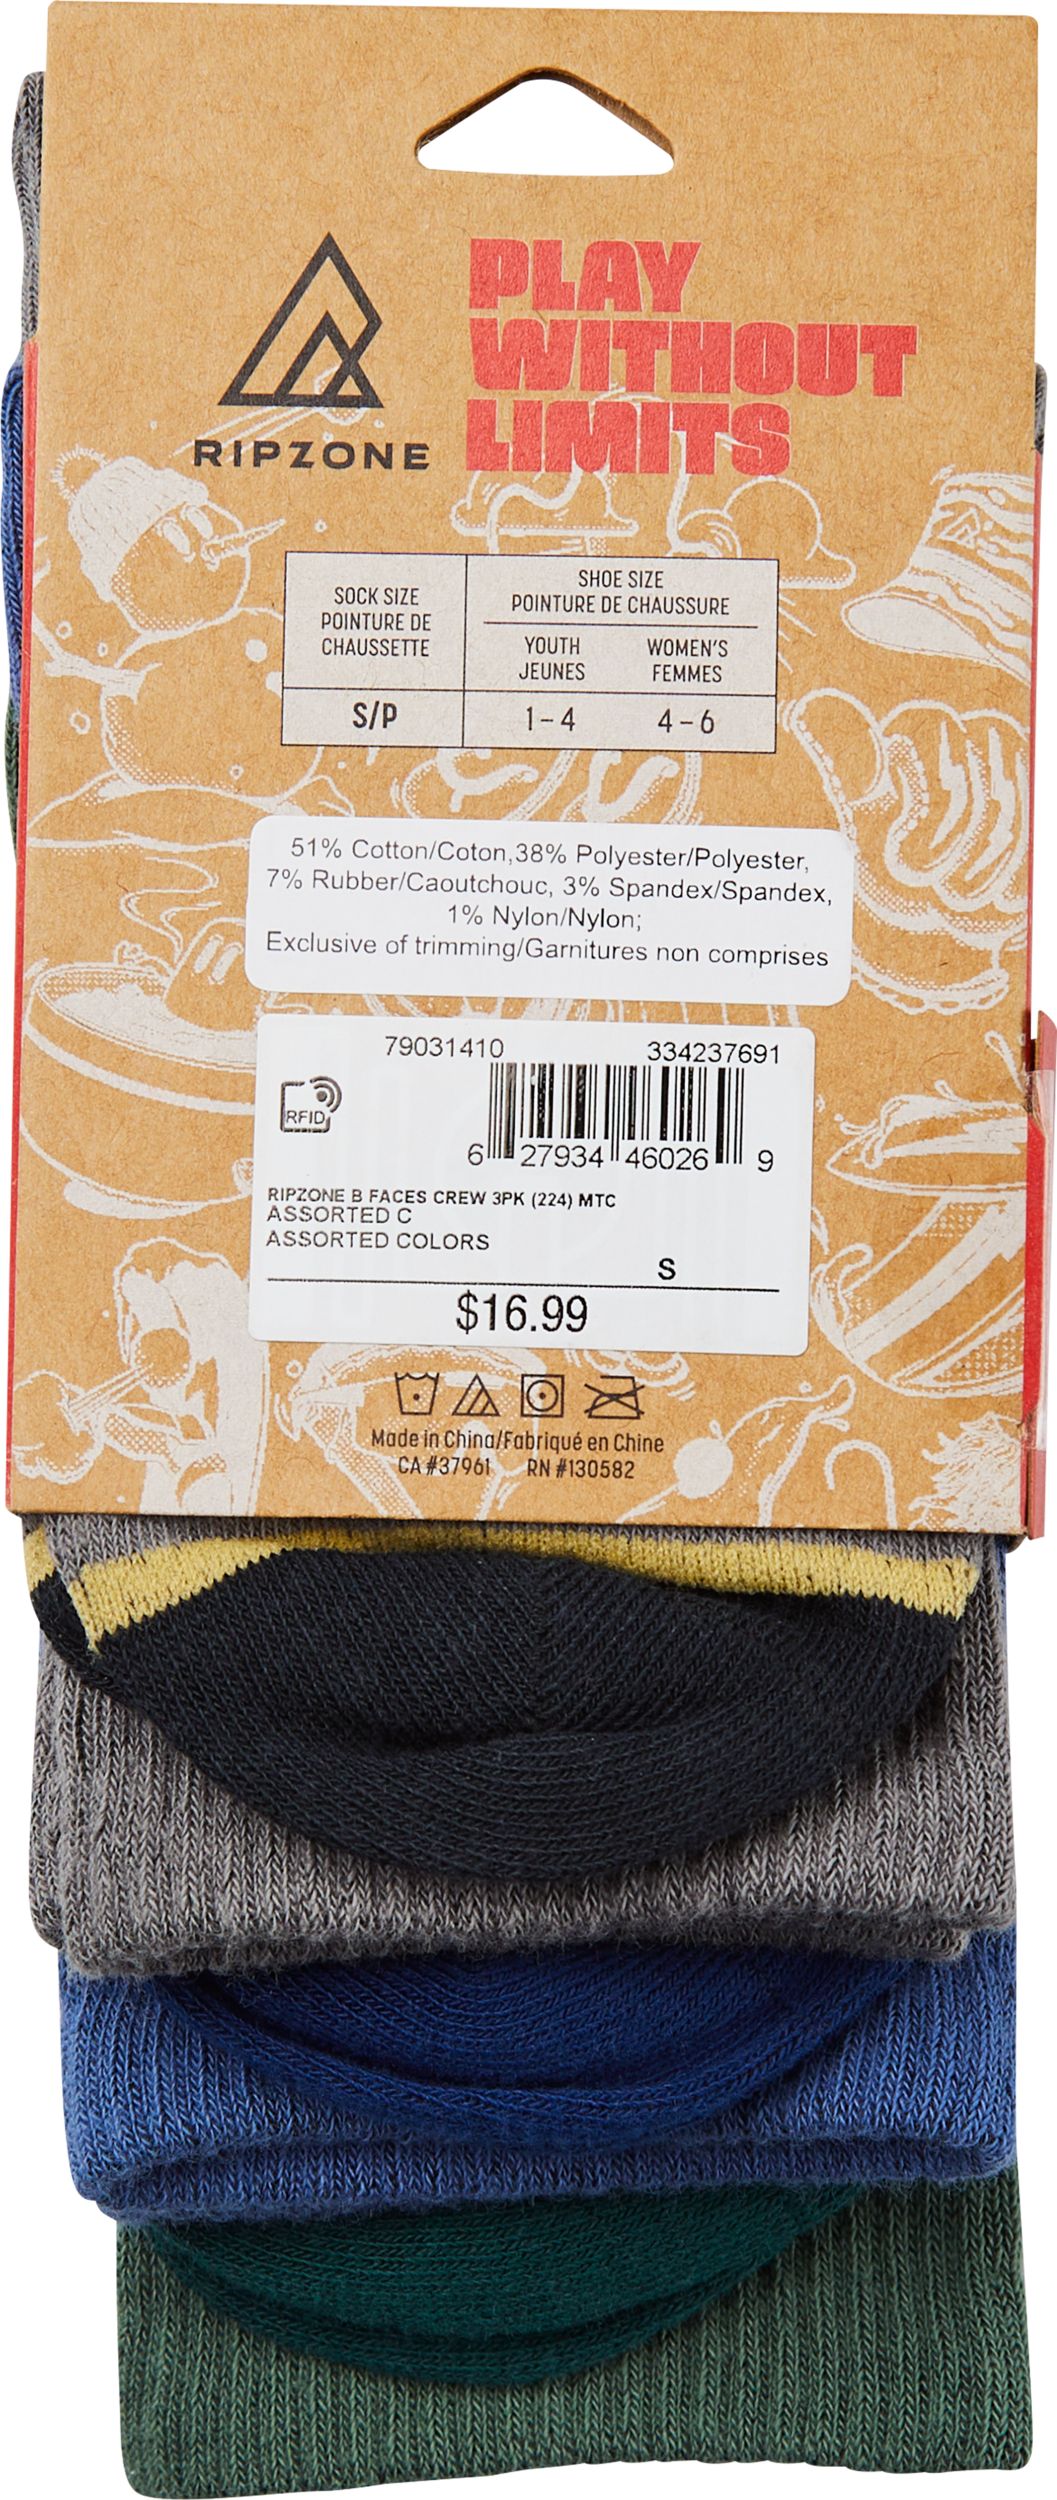 RIPZONE
PLAY
WITHOUT
LIMITS
SOCK SIZE
POINTURE DE
CHAUSSETTE
SHOE SIZE
POINTURE DE CHAUSSURE
YOUTH
JEUNES
WOMEN'S
FEMMES
S/P
1 – 4
4 – 6
51% Cotton/Coton,38% Polyester/Polyester,
7% Rubber/Caoutchouc, 3% Spandex/Spandex,
1% Nylon/Nylon;
Exclusive of trimming/Garnitures non comprises
79031410 334237691
RFID
6 27934 46026 9
RIPZONE B FACES CREW 3PK (224) MTC
ASSORTED C
ASSORTED COLORS
S
$16.99
Made in China/Fabriqué en Chine
CA #37961 RN #130582